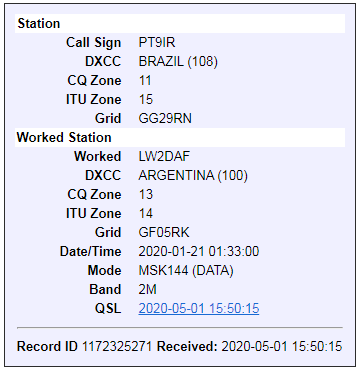 Station
Call Sign PT9IR
DXCC BRAZIL (108)
CQ Zone 11
ITU Zone 15
Grid GG29RN
Worked Station
Worked LW2DAF
DXCC ARGENTINA (100)
CQ Zone 13
ITU Zone 14
Grid GF05RK
Date/Time 2020-01-21 01:33:00
Mode MSK144 (DATA)
Band 2M
QSL 2020-05-01 15:50:15
Record ID 1172325271 Received: 2020-05-01 15:50:15